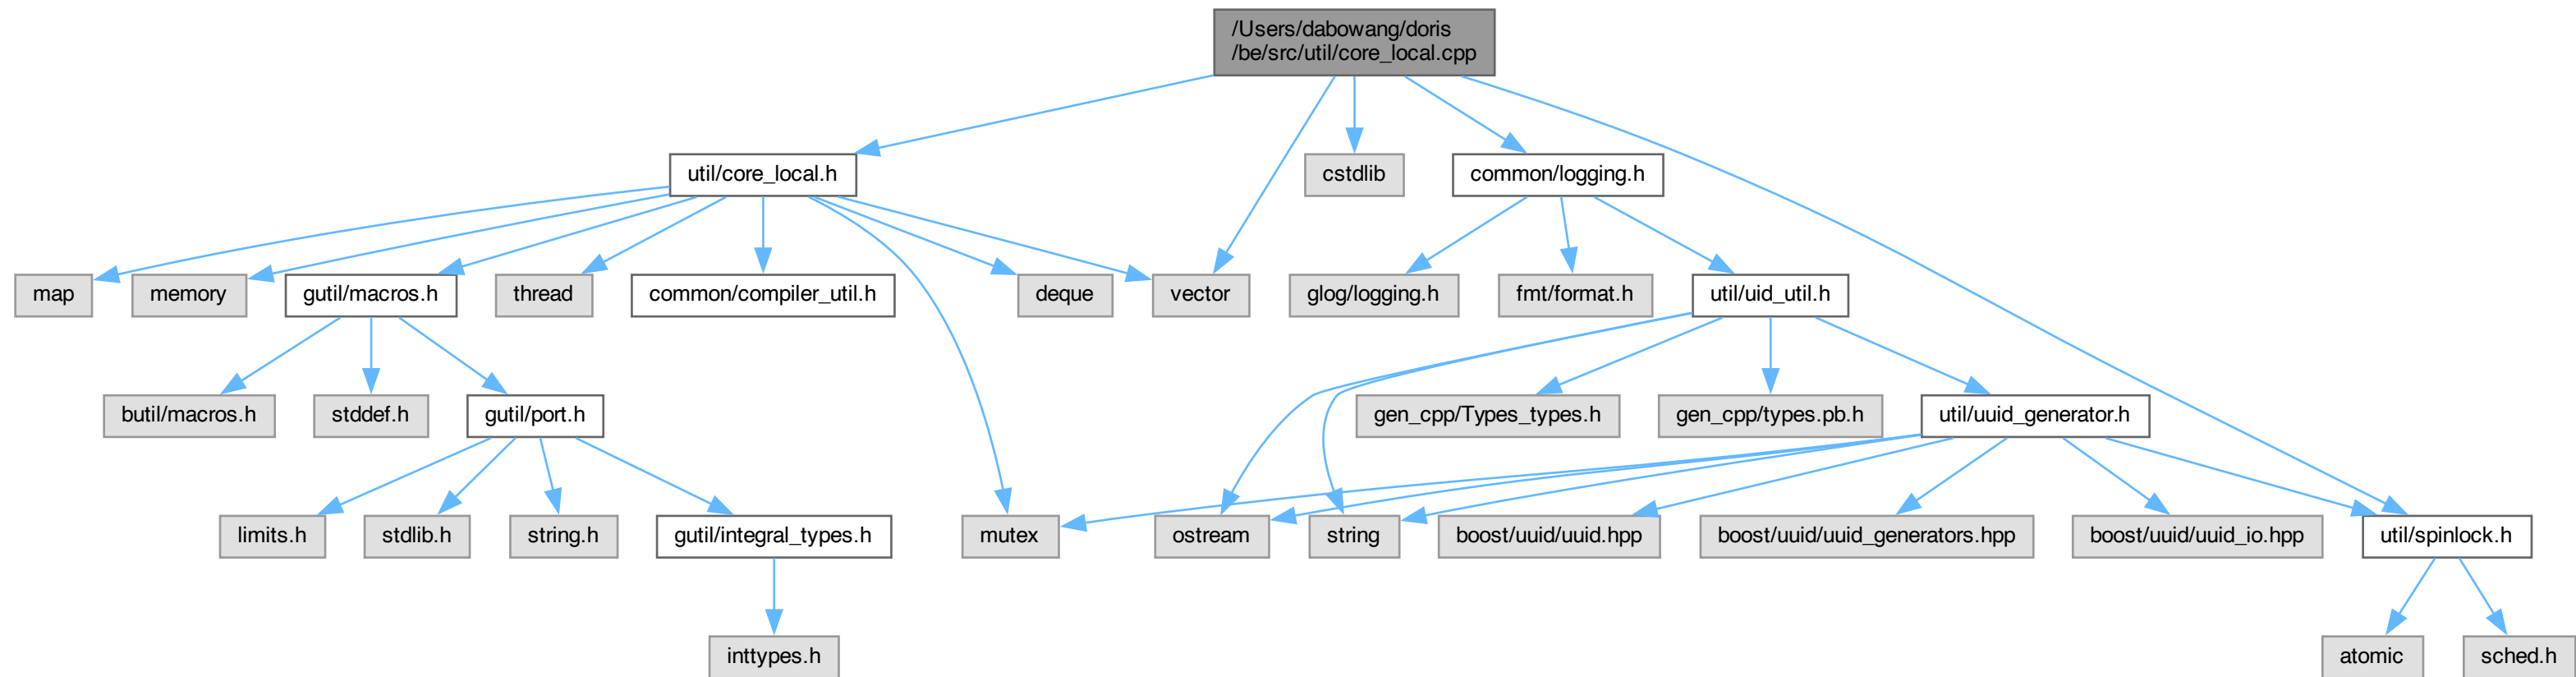 /Users/dabowang/doris
/be/src/util/core_local.cpp
util/core_local.h
cstdlib
common/logging.h
map
memory
gutil/macros.h
thread
common/compiler_util.h
deque
vector
glog/logging.h
fmt/format.h
util/uid_util.h
butil/macros.h
stddef.h
gutil/port.h
gen_cpp/Types_types.h
gen_cpp/types.pb.h
util/uuid_generator.h
limits.h
stdlib.h
string.h
gutil/integral_types.h
mutex
ostream
string
boost/uuid/uuid.hpp
boost/uuid/uuid_generators.hpp
boost/uuid/uuid_io.hpp
util/spinlock.h
inttypes.h
atomic
sched.h